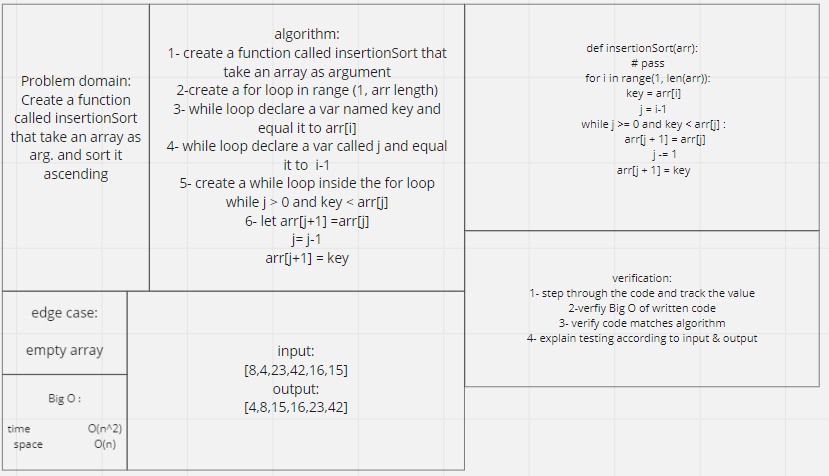 Problem domain:
Create a function
called insertionSort
that take an array as
arg. and sort it
ascending
algorithm:
1- create a function called insertionSort that
take an array as argument
2-create a for loop in range (1, arr length)
3- while loop declare a var named key and
equal it to arr[i]
4- while loop declare a var called j and equal
it to  i-1
5- create a while loop inside the for loop
while j > 0 and key < arr[j]
6- let arr[j+1] =arr[j]
j= j-1
arr[j+1] = key
def insertionSort(arr):
# pass
for i in range(1, len(arr)):
key = arr[i]
j = i-1
while j >= 0 and key < arr[j] :
arr[j + 1] = arr[j]
j -= 1
arr[j + 1] = key
verification:
1- step through the code and track the value
2-verfiy Big O of written code
3- verify code matches algorithm
4- explain testing according to input & output
edge case:
empty array
Big O :
time O(n^2)
space O(n)
input:
[8,4,23,42,16,15]
output:
[4,8,15,16,23,42]